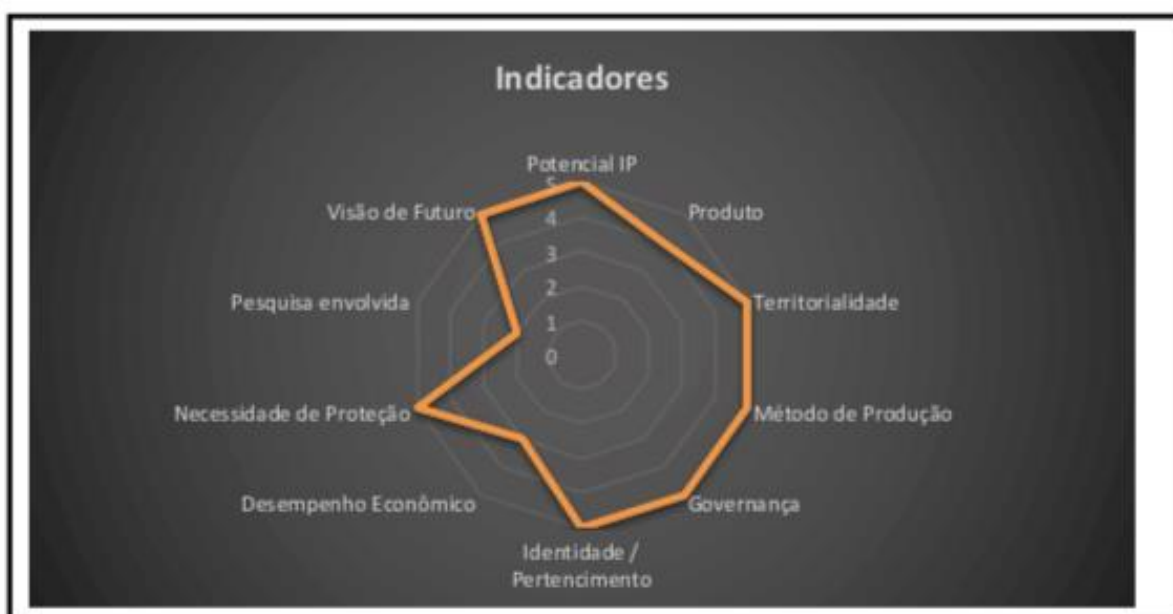 Indicadores
Potencial IP
5
Visão de Futuro
4
Produto
3
Pesquisa envolvida
2
Territorialidade
1
0
Necessidade de Proteção
Método de Produção
Desempenho Econômico
Governança
Identidade /
Pertencimento